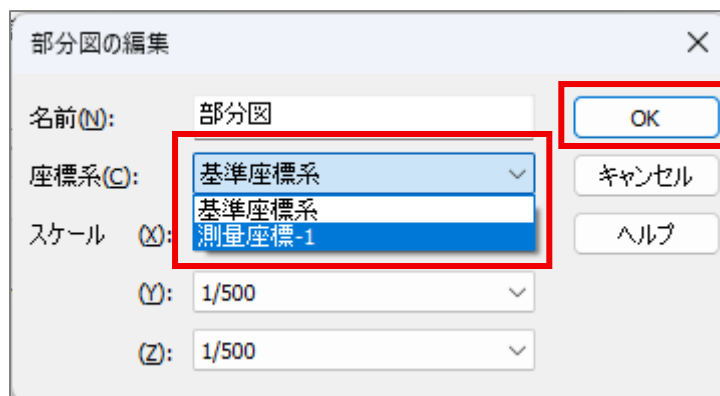 部分図の編集
名前(N): 部分図 OK
座標系(C): 基準座標系 キャンセル
基準座標系
スケール (X): 測量座標-1 ヘルプ
(Y): 1/500
(Z): 1/500